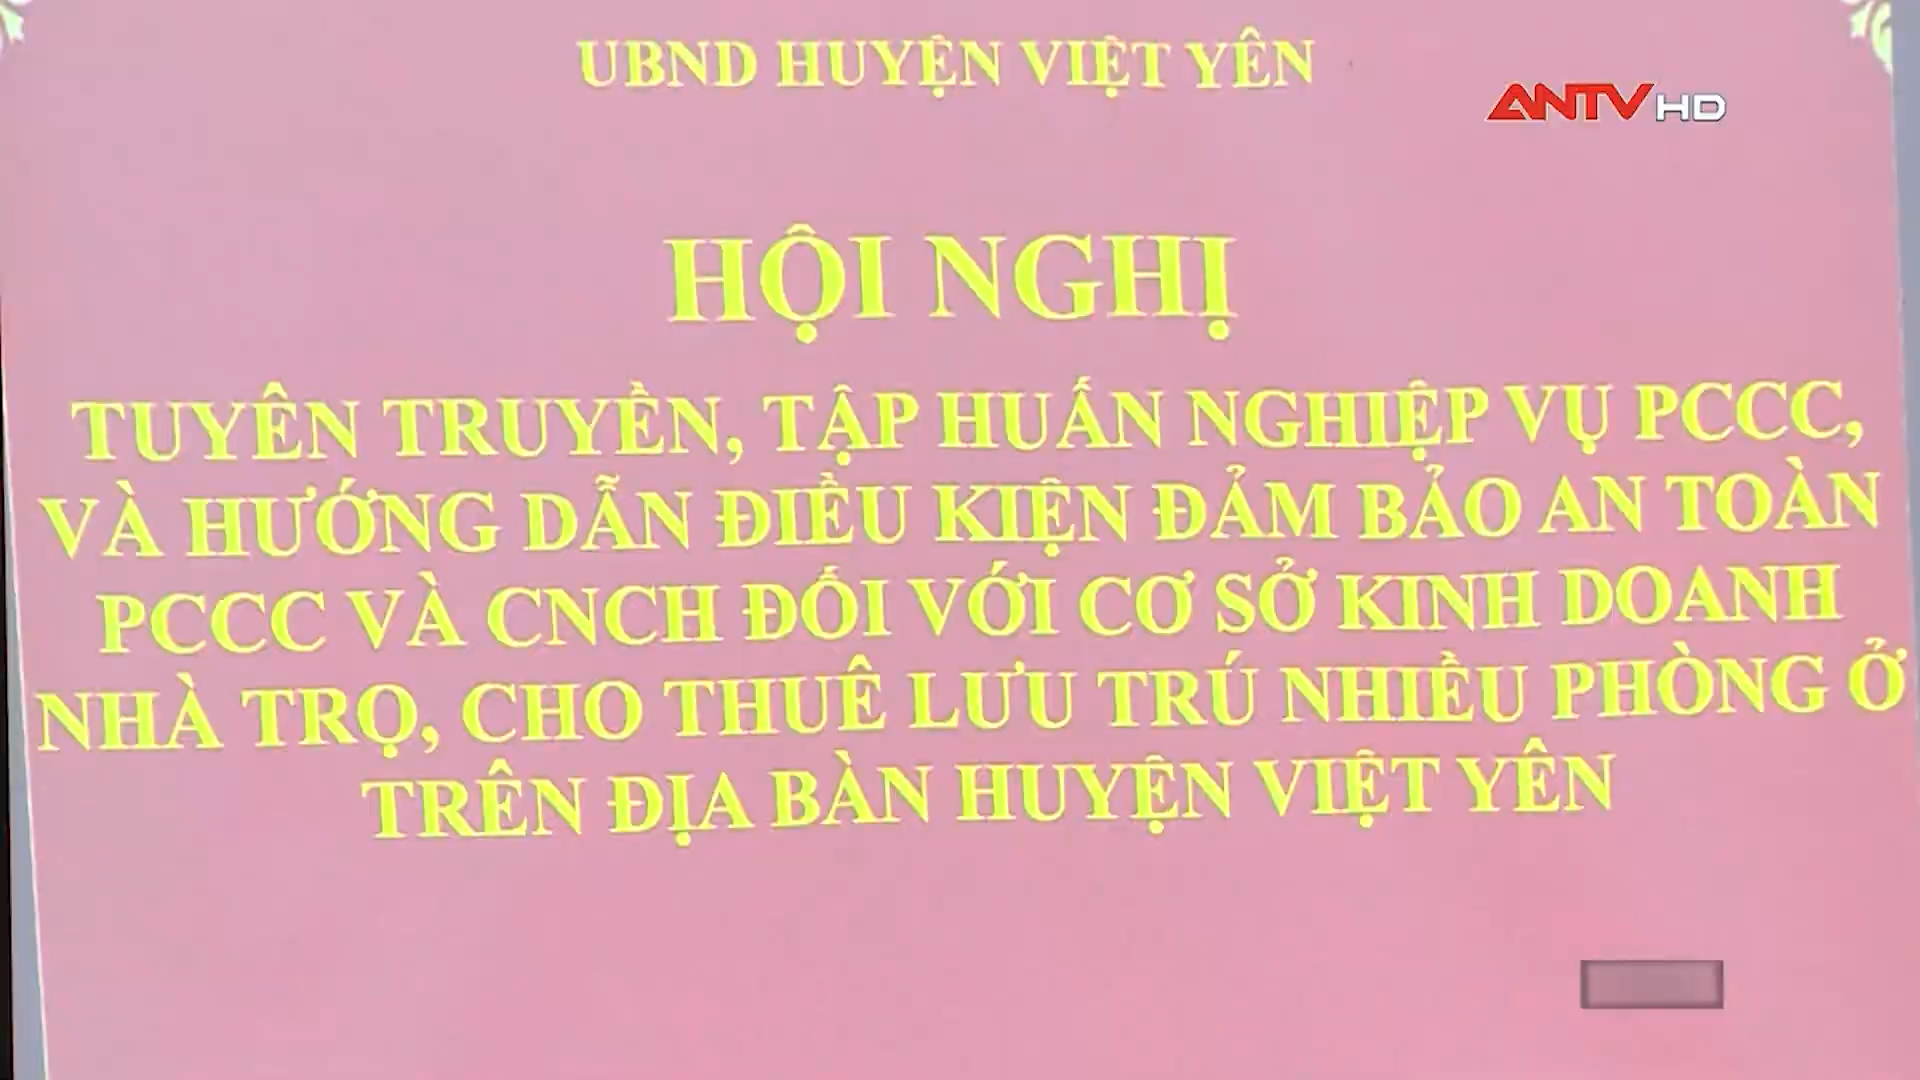 UBND HUYỆN VIỆT YÊN
ANTV HD
HỘI NGHỊ
TUYÊN TRUYỀN, TẬP HUẤN NGHIỆP VỤ PCCC,
VÀ HƯỚNG DẪN ĐIỀU KIỆN ĐẢM BẢO AN TOÀN
PCCC VÀ CNCH ĐỐI VỚI CƠ SỞ KINH DOANH
NHÀ TRỌ, CHO THUÊ LƯU TRÚ NHIỀU PHÒNG Ở
TRÊN ĐỊA BÀN HUYỆN VIỆT YÊN